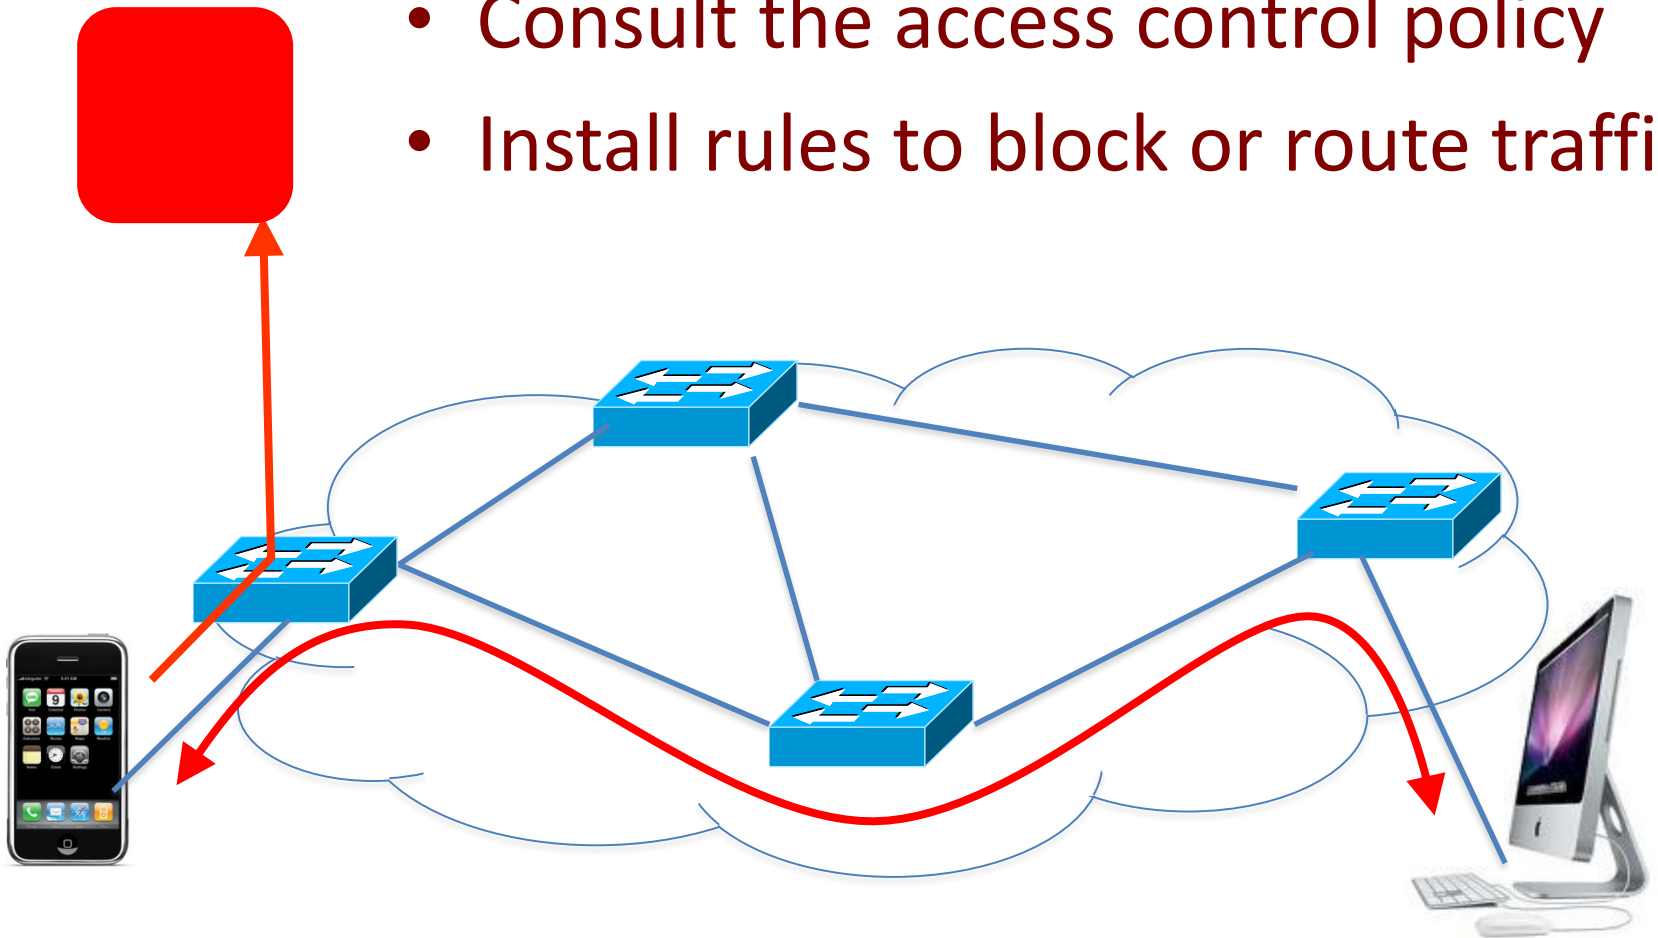 • Consult the access control policy
• Install rules to block or route traffi